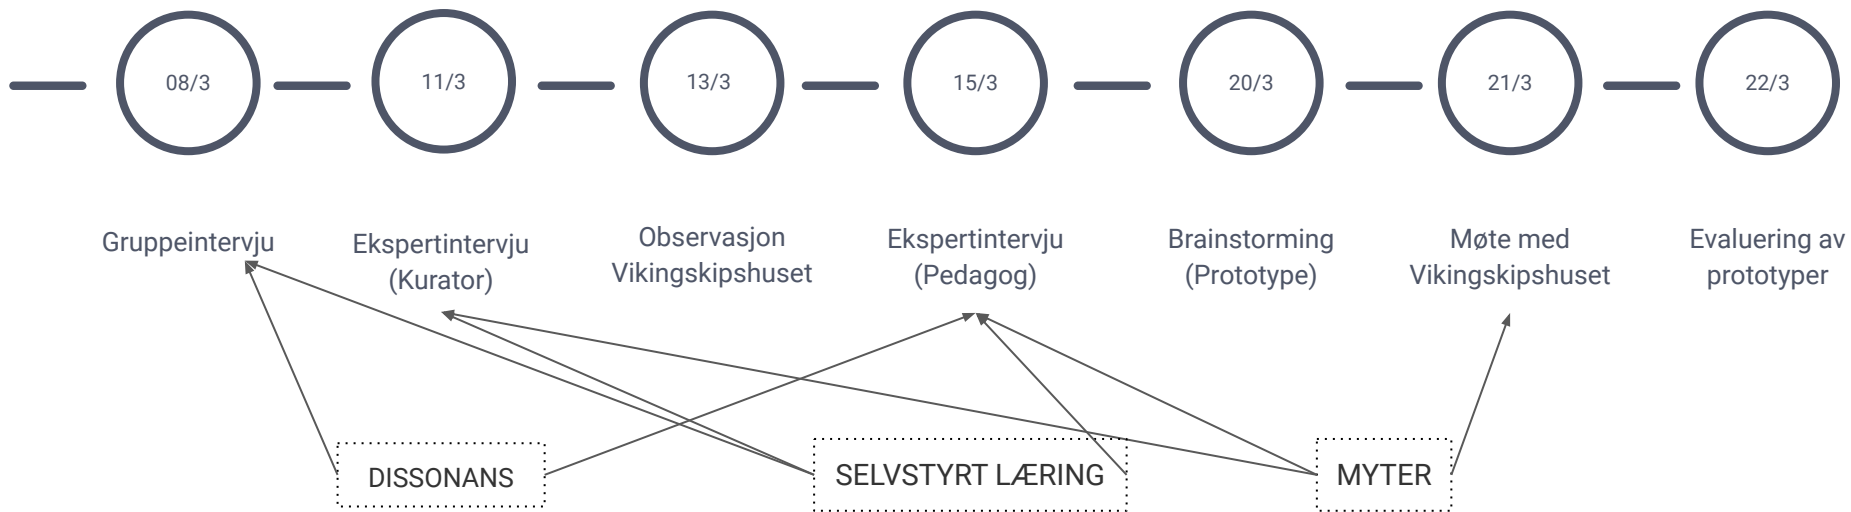 08/3
11/3
13/3
15/3
20/3
21/3
22/3
Gruppeintervju
Ekspertintervju
(Kurator)
Observasjon
Vikingskipshuset
Ekspertintervju
(Pedagog)
Brainstorming
(Prototype)
Møte med
Vikingskipshuset
Evaluering av
prototyper
DISSONANS
SELVSTYRT LÆRING
MYTER